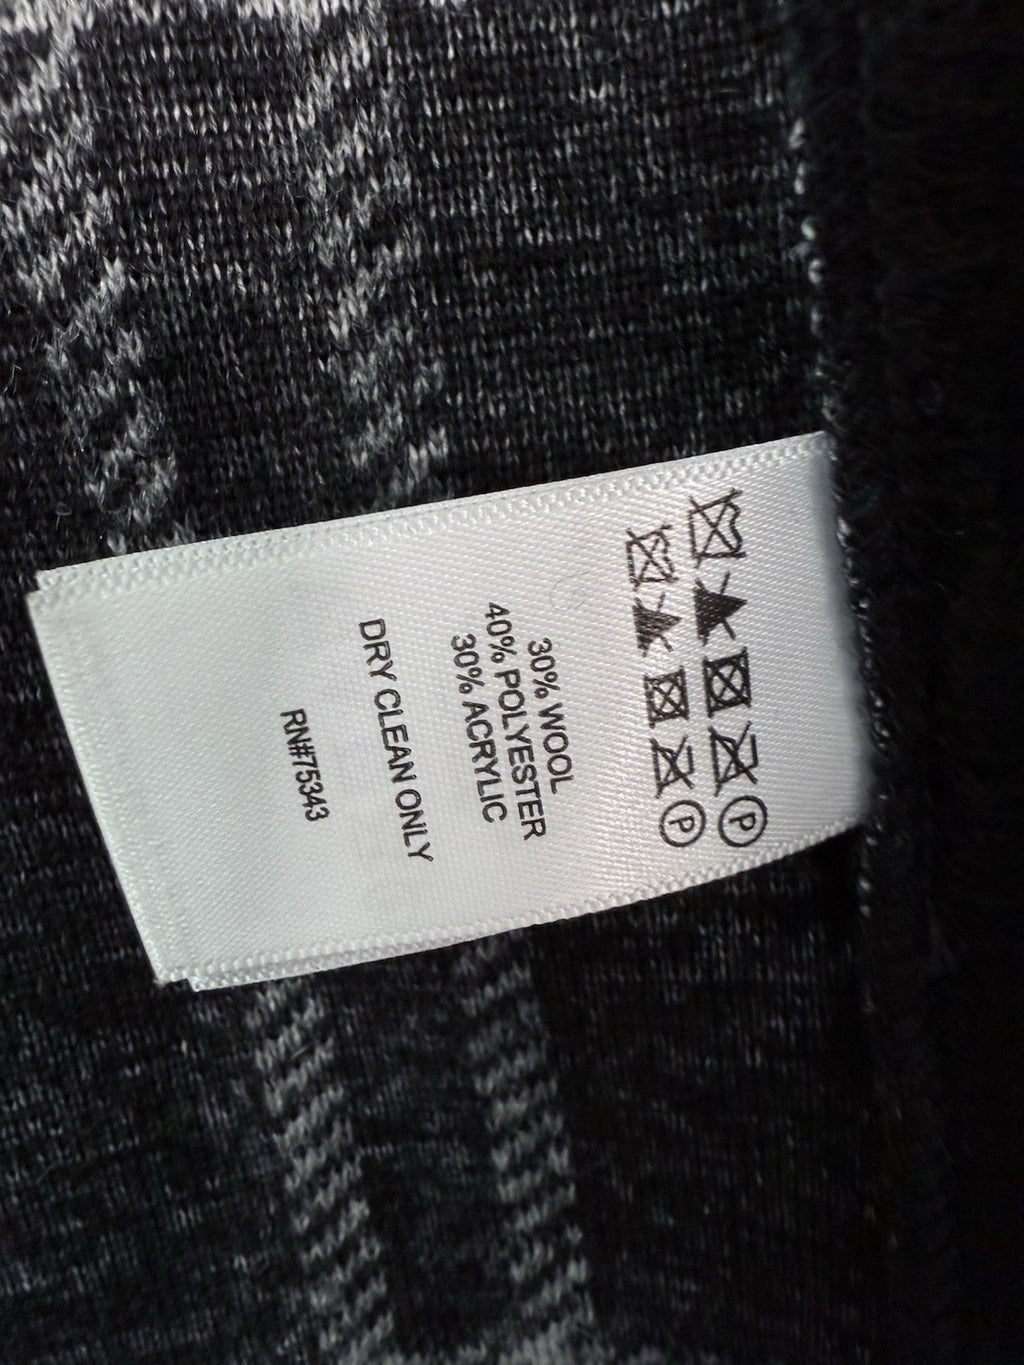 Ⓟ
Ⓟ
30% WOOL
40% POLYESTER
30% ACRYLIC
DRY CLEAN ONLY
RN#75343